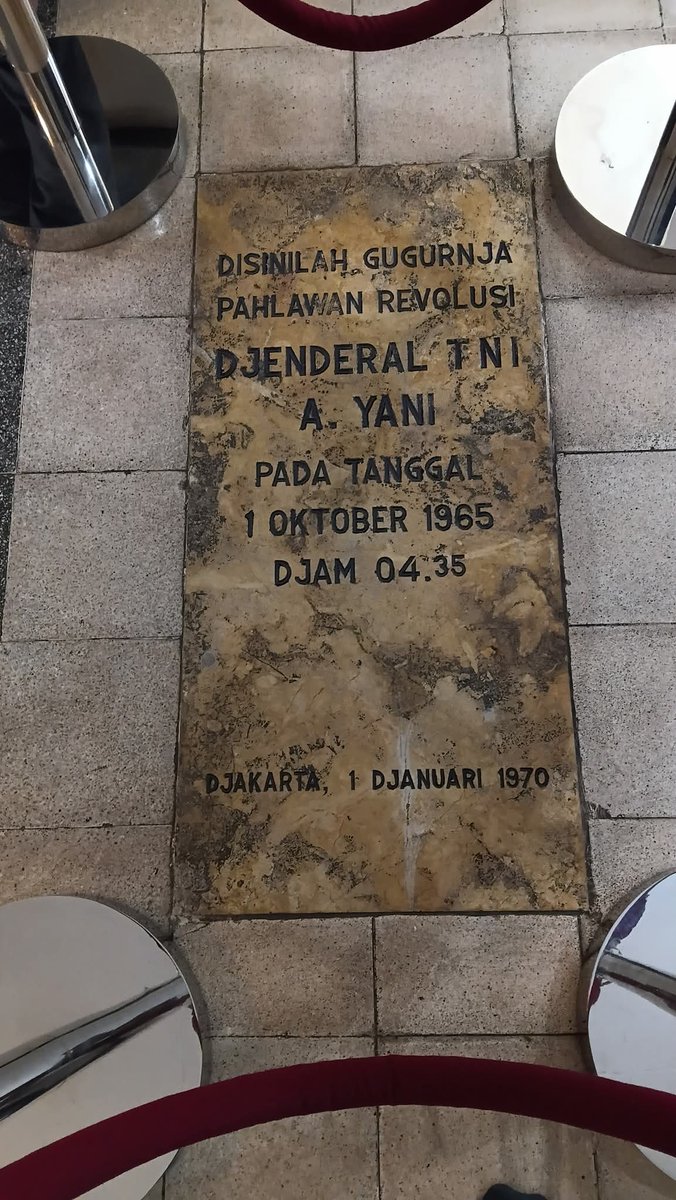 DISINILAH GUGURNJA
PAHLAWAN REVOLUSI
DJENDERAL TNI
A. YANI
PADA TANGGAL
1 OKTOBER 1965
DJAM 04.35
DJAKARTA, 1 DJANUARI 1970